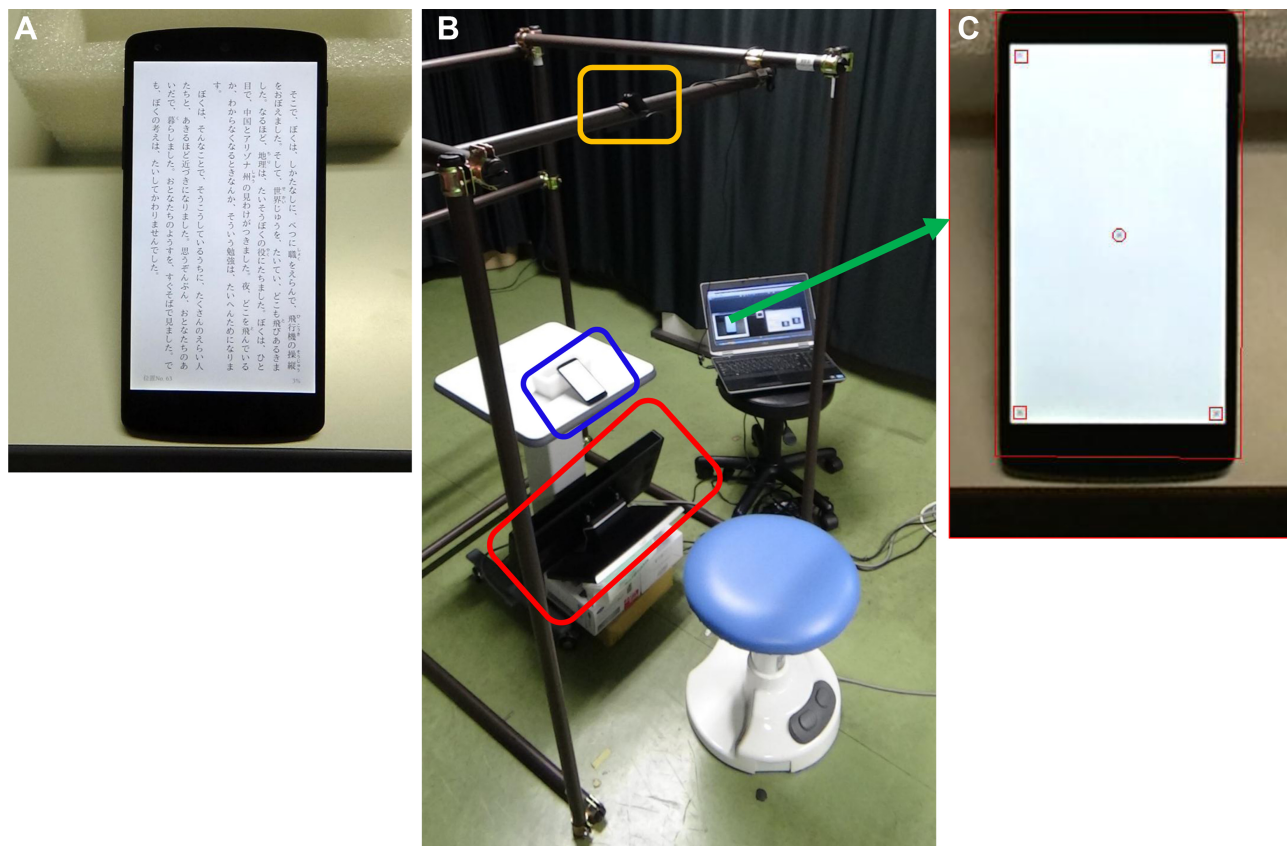 A
そこで、ぼくは、しかたなしに、べつに職をえらんで、飛行機の操縦
をおぼえました。そして、世界じゅうを、たいてい、どこも飛びあるきま
した。なるほど、地理は、たいそうぼくの役にたちました。ぼくは、ひと
目で、中国とアリゾナ州の見わけがつきました。夜、どこを飛んでいる
か、わからなくなるときなんか、そういう勉強は、たいへんためになりま
す。
ぼくは、そんなことで、そうこうしているうちに、たくさんのえらい人
たちと、あきるほど近づきになりました。思うぞんぶん、おとなたちのあ
いだで、暮らしました。おとなたちのようすを、すぐそばで見ました。で
も、ぼくの考えは、たいしてかわりませんでした。
位置No. 63 3%
B
C